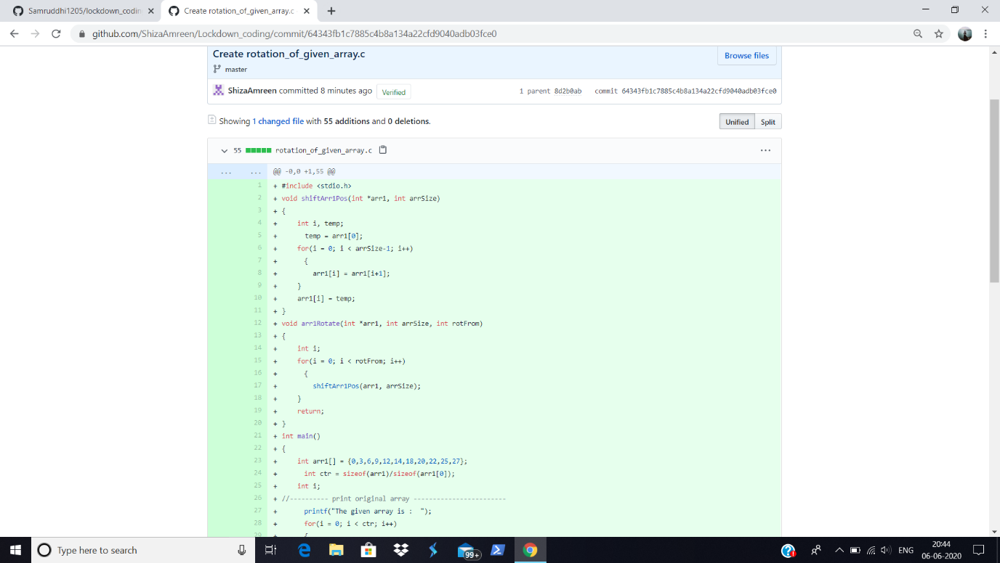 Samruddhi1205/lockdown_codin
Create rotation_of_given_array.c
github.com/ShizaAmreen/Lockdown_coding/commit/64343fb1c7885c4b8a134a22cfd9040adb03fce0
Create rotation_of_given_array.c
Browse files
master
ShizaAmreen committed 8 minutes ago Verified
1 parent 8d2b0ab commit 64343fb1c7885c4b8a134a22cfd9040adb03fce0
Showing 1 changed file with 55 additions and 0 deletions.
Unified Split
55 rotation_of_given_array.c
... ... @@ -0,0 +1,55 @@
1 + #include <stdio.h>
2 + void shiftArr1Pos(int *arr1, int arrSize)
3 + {
4 + int i, temp;
5 + temp = arr1[0];
6 + for(i = 0; i < arrSize-1; i++)
7 + {
8 + arr1[i] = arr1[i+1];
9 + }
10 + arr1[i] = temp;
11 + }
12 + void arr1Rotate(int *arr1, int arrSize, int rotFrom)
13 + {
14 + int i;
15 + for(i = 0; i < rotFrom; i++)
16 + {
17 + shiftArr1Pos(arr1, arrSize);
18 + }
19 + return;
20 + }
21 + int main()
22 + {
23 + int arr1[] = {0,3,6,9,12,14,18,20,22,25,27};
24 + int ctr = sizeof(arr1)/sizeof(arr1[0]);
25 + int i;
26 + //---------- print original array ------------------------
27 + printf("The given array is :  ");
28 + for(i = 0; i < ctr; i++)
29 + {
Type here to search
99+
ENG
20:44
06-06-2020